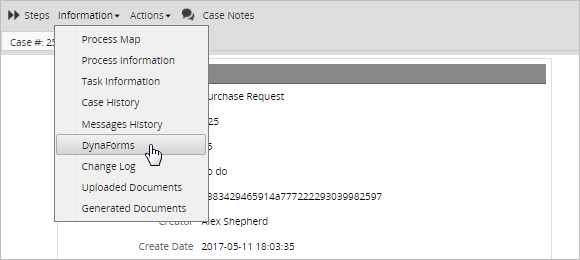 Steps Information Actions Case Notes
Case #: 25
Process Map
Process Information
Task Information
Case History
Messages History
DynaForms
Change Log
Uploaded Documents
Generated Documents
urchase Request
25
o do
383429465914a777222293039982597
Creator Alex Shepherd
Create Date 2017-05-11 18:03:35